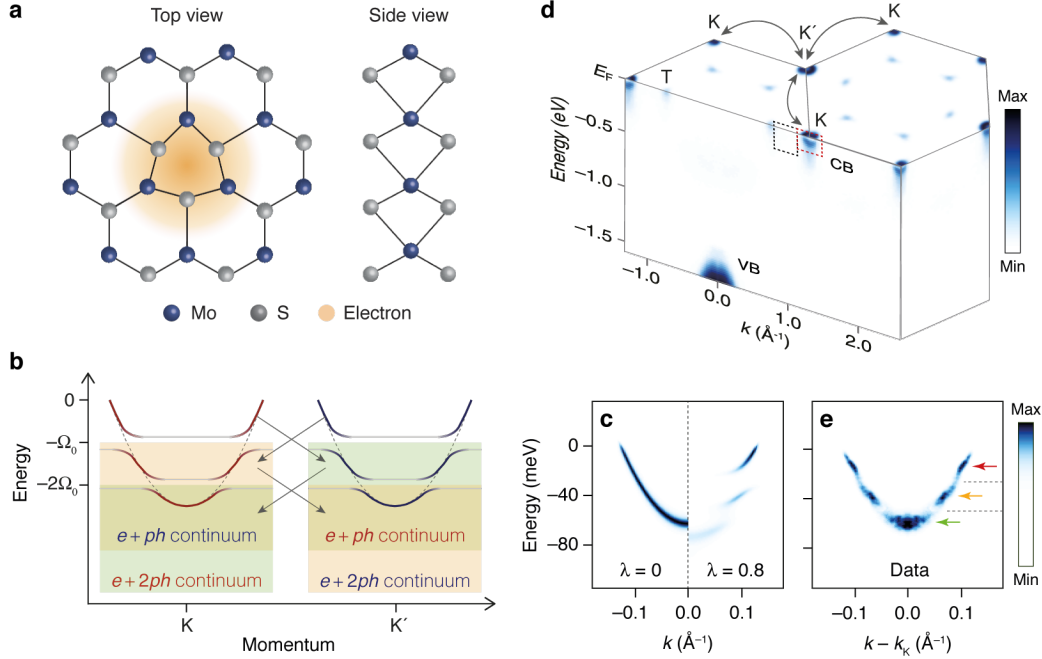 a
Top view
Side view
Mo
S
Electron
b
Energy
0
−Ω₀
−2Ω₀
e + ph continuum
e + 2ph continuum
e + ph continuum
e + 2ph continuum
K
K´
Momentum
d
K
K´
K
E_F
T
K
CB
VB
Energy (eV)
−0.5
−1.0
−1.5
−1.0
0.0
1.0
2.0
k (Å⁻¹)
Max
Min
c
Energy (meV)
0
−40
−80
λ = 0
λ = 0.8
−0.1
0.0
0.1
k (Å⁻¹)
e
Data
−0.1
0.0
0.1
k − k_K (Å⁻¹)
Max
Min